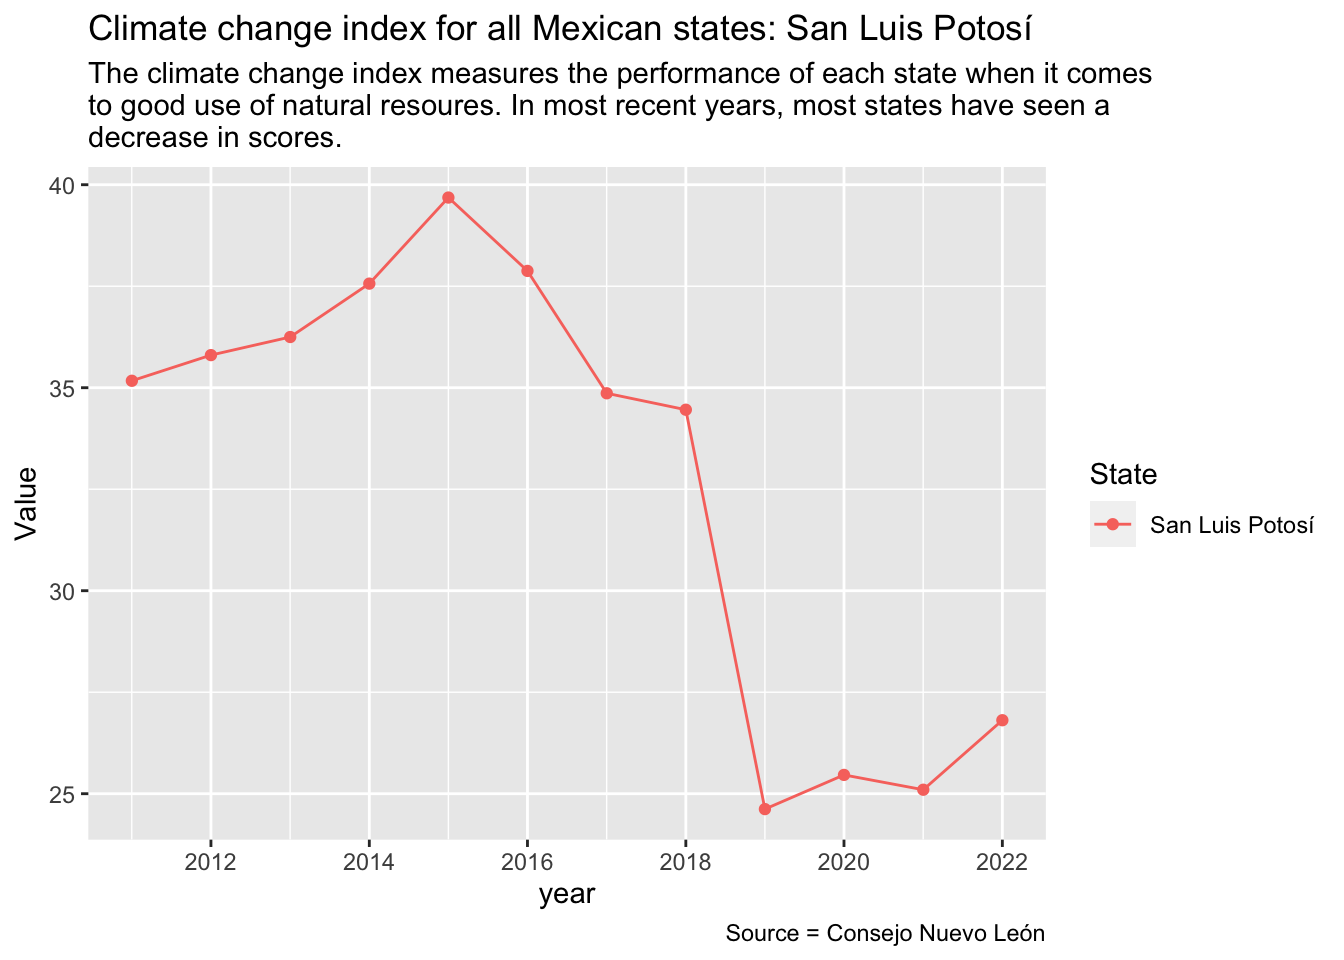 Climate change index for all Mexican states: San Luis Potosí
The climate change index measures the performance of each state when it comes
to good use of natural resoures. In most recent years, most states have seen a
decrease in scores.
40
35
30
25
Value
2012
2014
2016
2018
2020
2022
year
State
San Luis Potosí
Source = Consejo Nuevo León